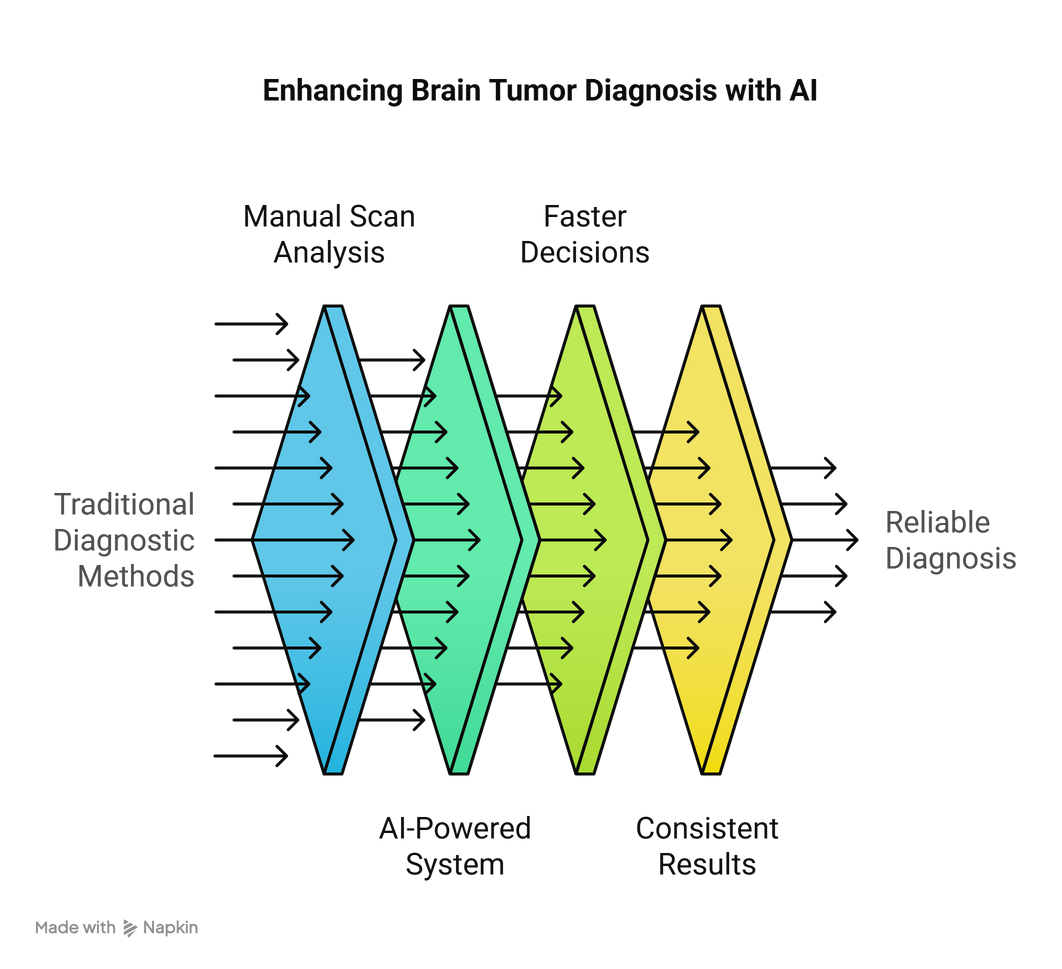 Enhancing Brain Tumor Diagnosis with AI
Manual Scan
Analysis
Faster
Decisions
Traditional
Diagnostic
Methods
Reliable
Diagnosis
AI-Powered
System
Consistent
Results
Made with Napkin